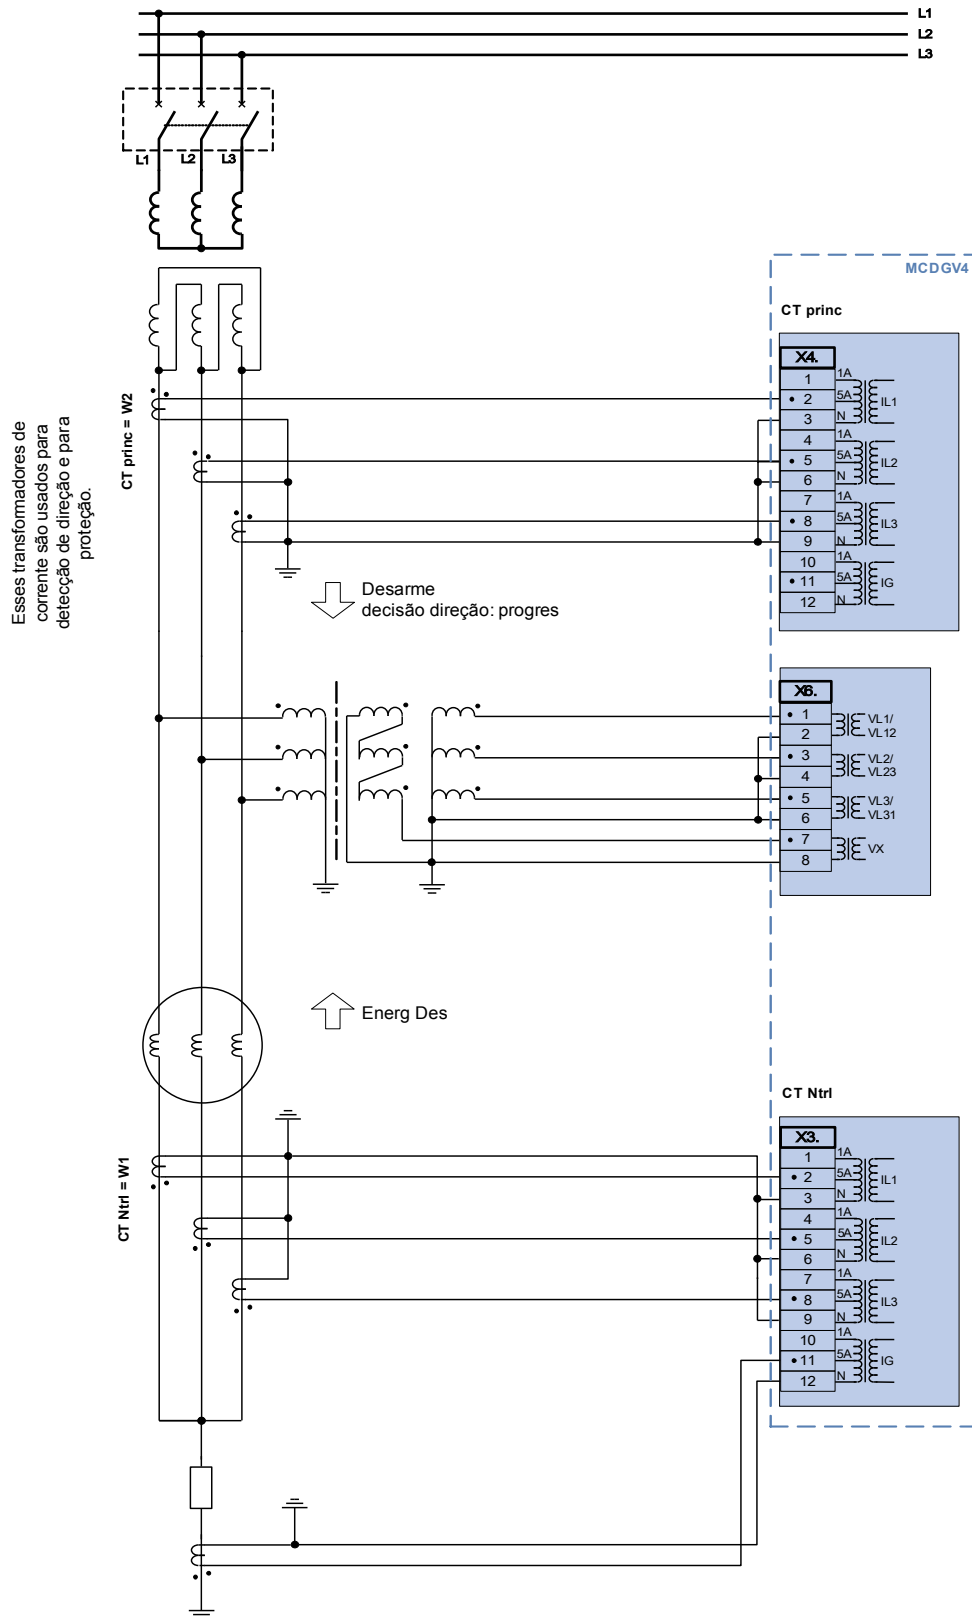 L1
L2
L3
L1
L2
L3
MCDGV4
CT princ
X4.
1
1A
2
5A
IL1
3
N
4
1A
5
5A
IL2
6
N
7
1A
8
5A
IL3
9
N
10
1A
11
5A
IG
12
N
CT princ = W2
Esses transformadores de
corrente são usados para
detecção de direção e para
proteção.
Desarme
decisão direção: progres
X6.
1
VL1/
2
VL12
3
VL2/
4
VL23
5
VL3/
6
VL31
7
VX
8
Energ Des
CT Ntrl
X3.
1
1A
2
5A
IL1
3
N
4
1A
5
5A
IL2
6
N
7
1A
8
5A
IL3
9
N
10
1A
11
5A
IG
12
N
CT Ntrl = W1